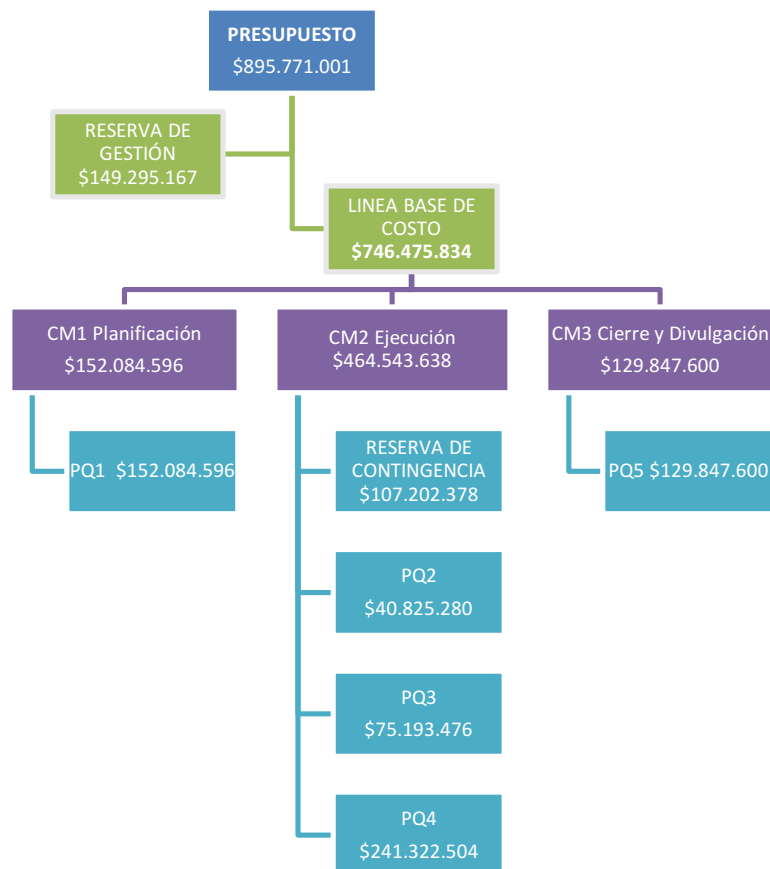 PRESUPUESTO
$895.771.001
RESERVA DE
GESTIÓN
$149.295.167
LINEA BASE DE
COSTO
$746.475.834
CM1 Planificación
$152.084.596
CM2 Ejecución
$464.543.638
CM3 Cierre y Divulgación
$129.847.600
PQ1 $152.084.596
RESERVA DE
CONTINGENCIA
$107.202.378
PQ2
$40.825.280
PQ3
$75.193.476
PQ4
$241.322.504
PQ5 $129.847.600